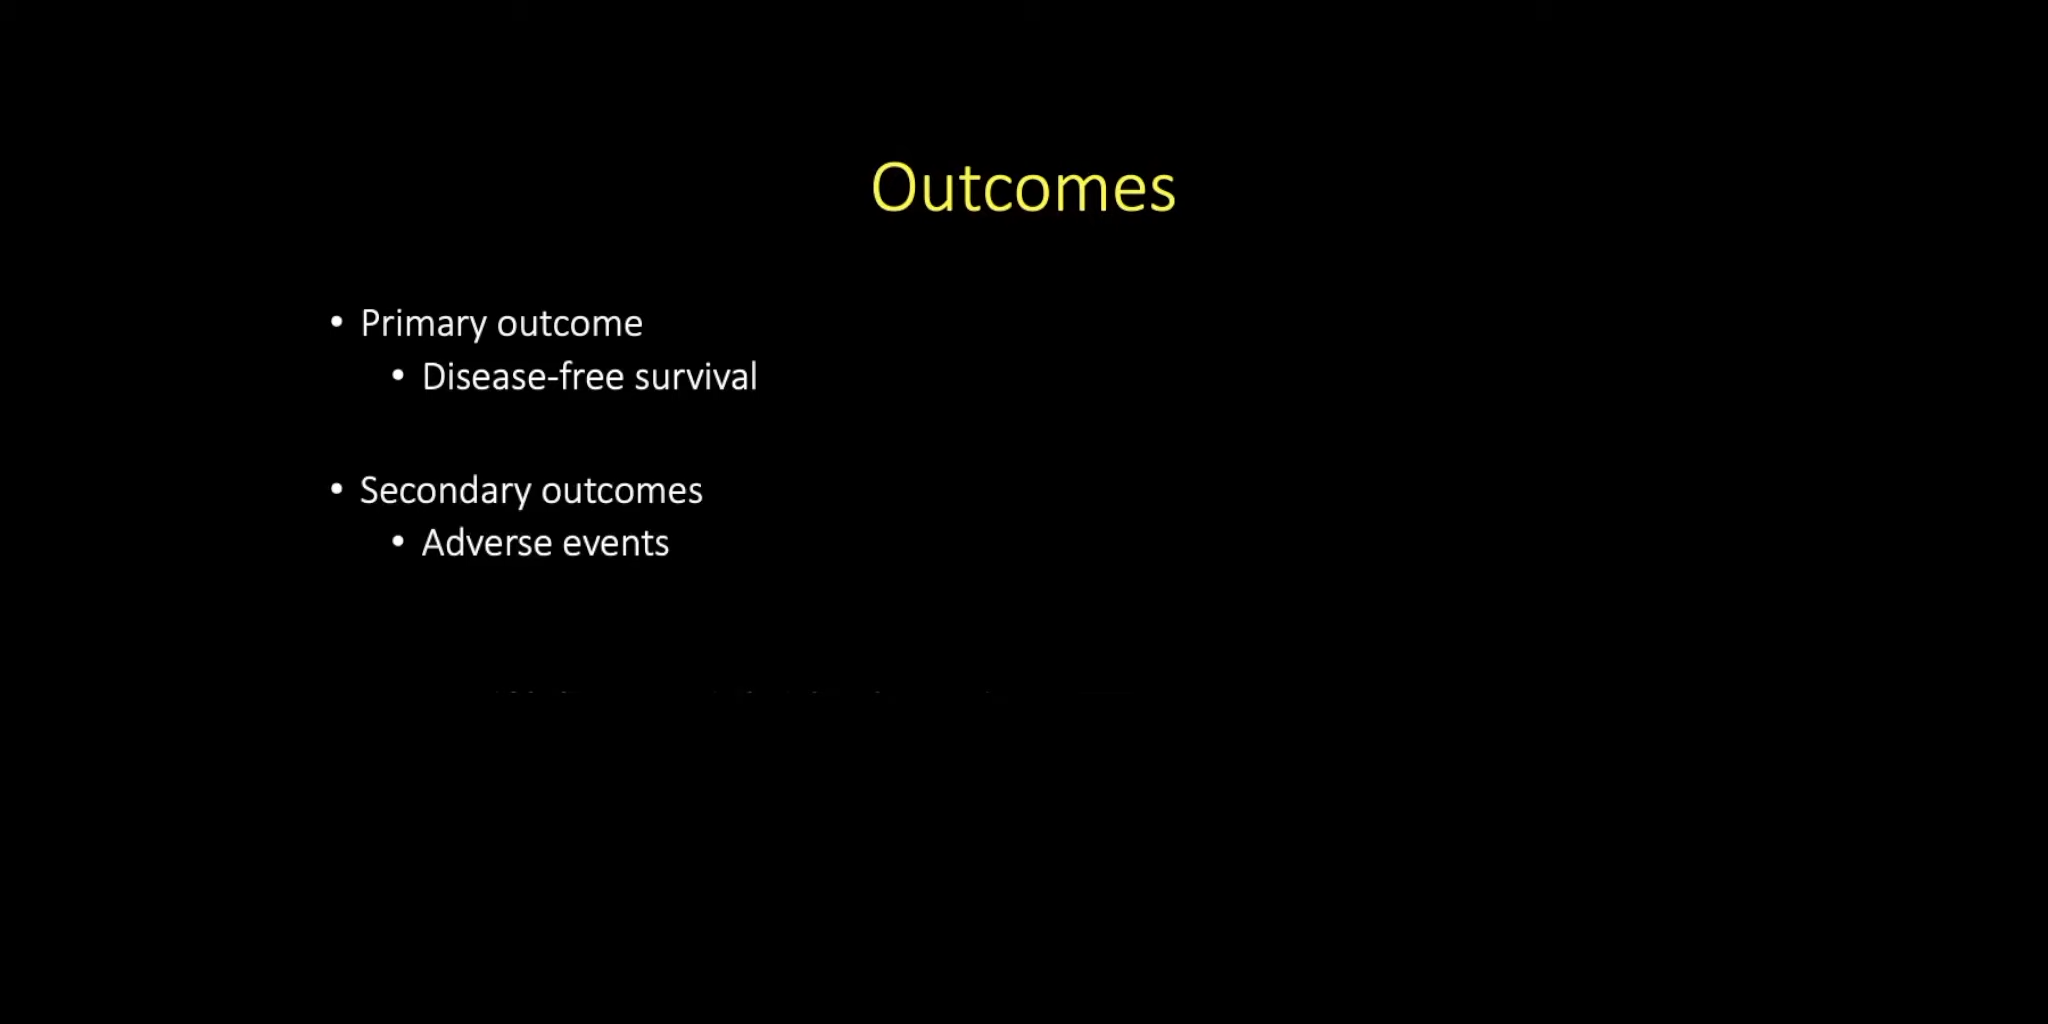 Outcomes
• Primary outcome
• Disease-free survival
• Secondary outcomes
• Adverse events